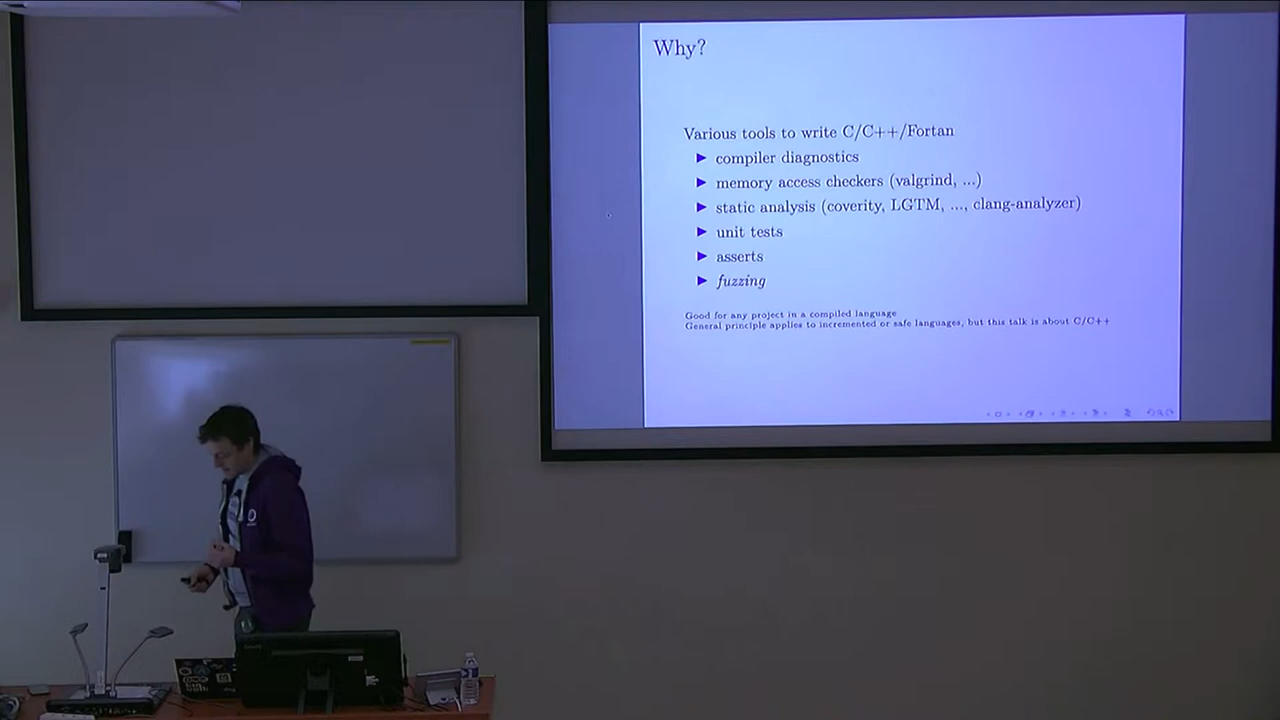 Why?
Various tools to write C/C++/Fortan
▶ compiler diagnostics
▶ memory access checkers (valgrind, ...)
▶ static analysis (coverity, LGTM, ..., clang-analyzer)
▶ unit tests
▶ asserts
▶ fuzzing
Good for any project in a compiled language
General principle applies to incremented or safe languages, but this talk is about C/C++